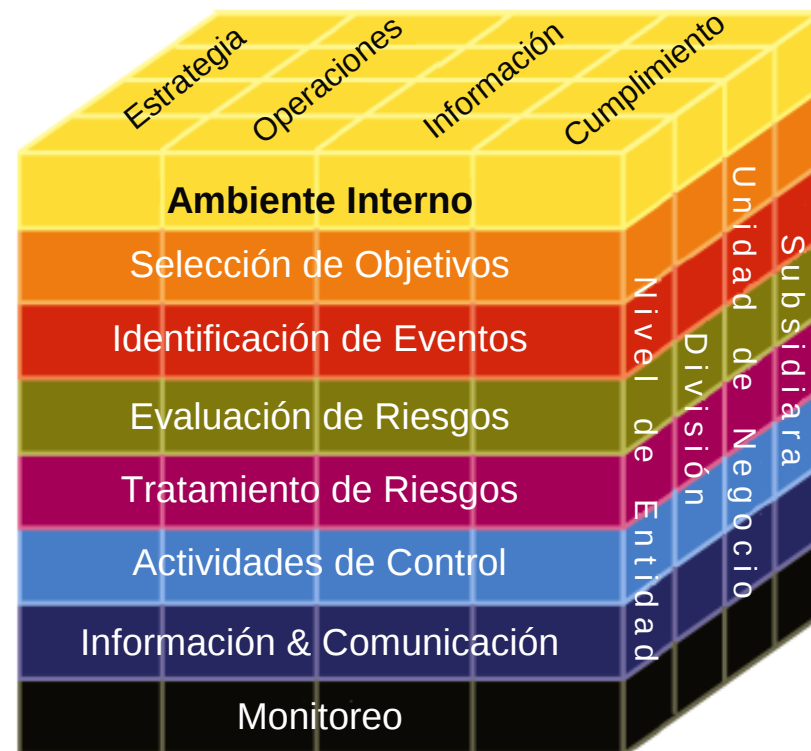 Estrategia
Operaciones
Información
Cumplimiento
Ambiente Interno
Selección de Objetivos
Identificación de Eventos
Evaluación de Riesgos
Tratamiento de Riesgos
Actividades de Control
Información & Comunicación
Monitoreo
Nivel de Entidad
División
Unidad de Negocio
Subsidiara